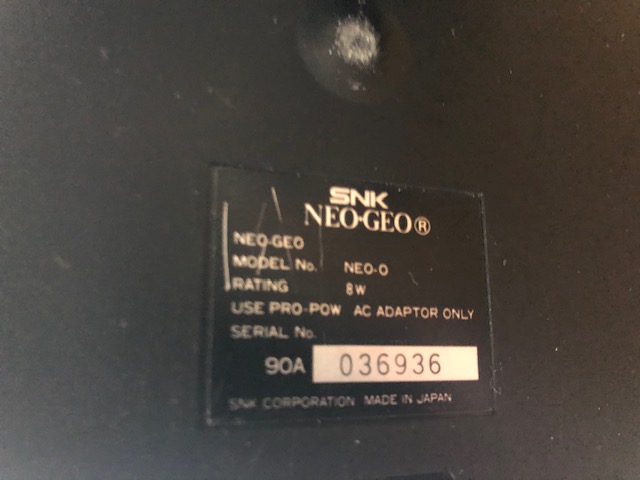 SNK
NEO·GEO®
NEO·GEO
MODEL No. NEO-0
RATING 8W
USE PRO-POW AC ADAPTOR ONLY
SERIAL No.
90A 036936
SNK CORPORATION MADE IN JAPAN